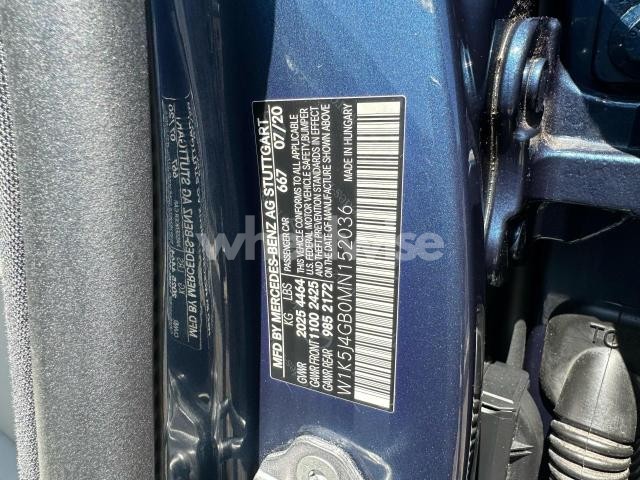 MFD BY MERCEDES-BENZ AG STUTTGART
667 07/20
KG LBS PASSENGER CAR
GVWR 2025 4464 THIS VEHICLE CONFORMS TO ALL APPLICABLE
GAWR FRONT 1100 2425 U.S. FEDERAL MOTOR VEHICLE SAFETY, BUMPER
AND THEFT PREVENTION STANDARDS IN EFFECT
GAWR REAR 985 2172 ON THE DATE OF MANUFACTURE SHOWN ABOVE
MADE IN HUNGARY
W1K5J4GB0MN152036